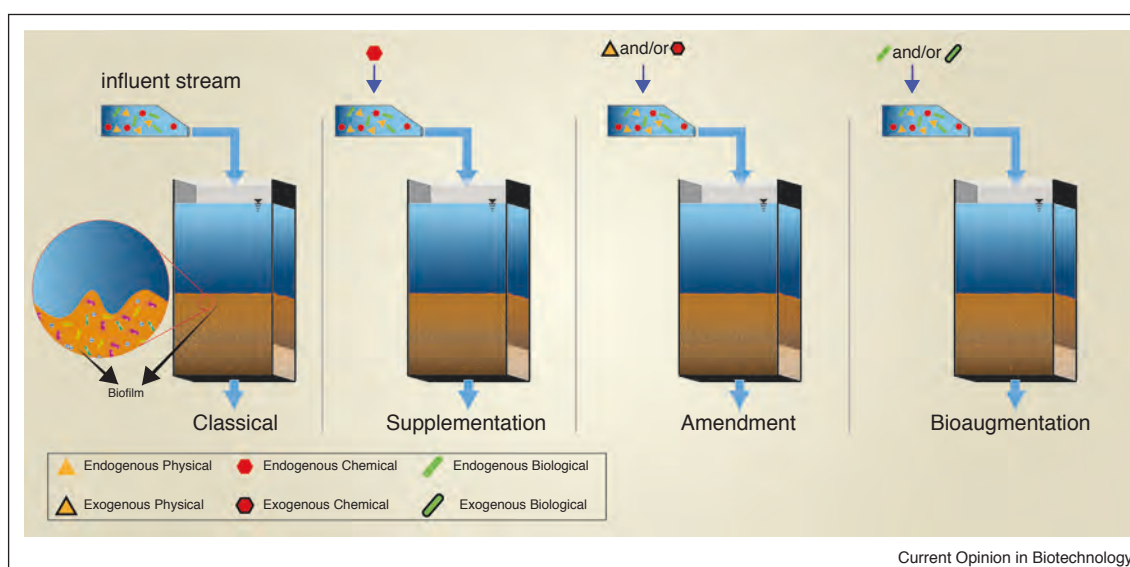 and/or
and/or
influent stream
Biofilm
Classical
Supplementation
Amendment
Bioaugmentation
Endogenous Physical
Endogenous Chemical
Endogenous Biological
Exogenous Physical
Exogenous Chemical
Exogenous Biological
Current Opinion in Biotechnology